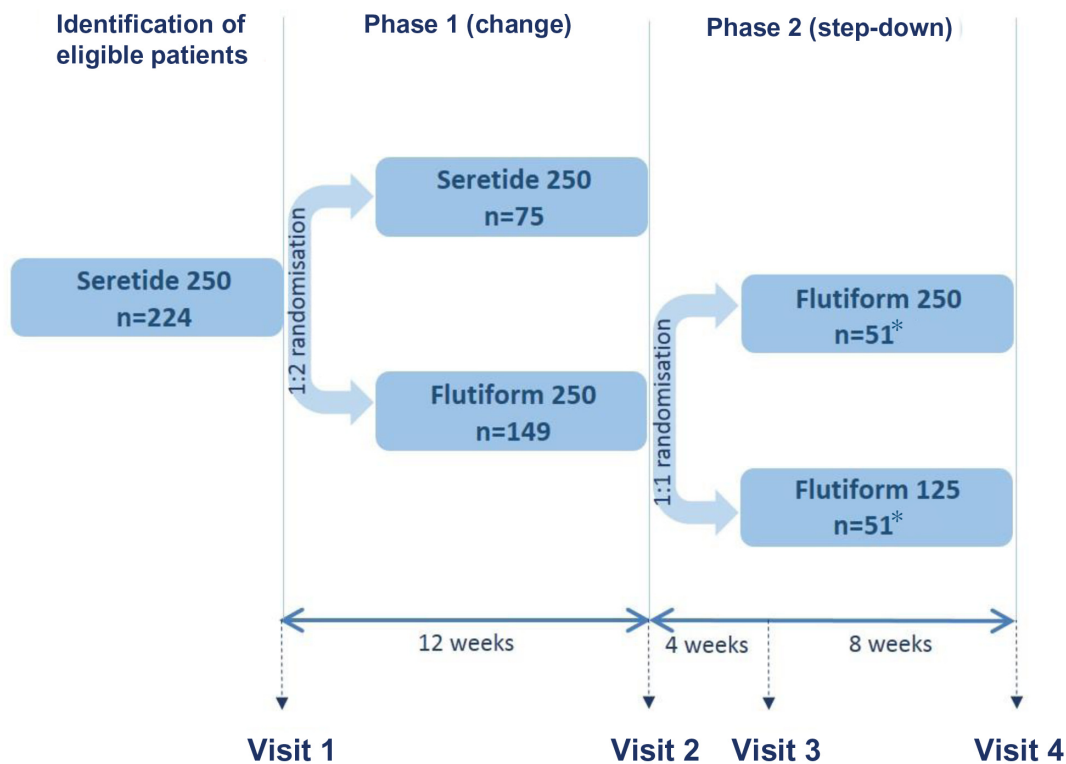 Identification of
eligible patients
Phase 1 (change)
Phase 2 (step-down)
Seretide 250
n=224
1:2 randomisation
Seretide 250
n=75
Flutiform 250
n=149
1:1 randomisation
Flutiform 250
n=51*
Flutiform 125
n=51*
12 weeks
4 weeks
8 weeks
Visit 1
Visit 2
Visit 3
Visit 4